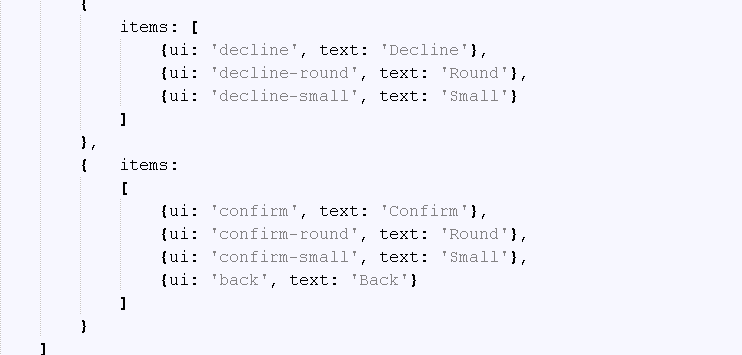 {
items: [
{ui: 'decline', text: 'Decline'},
{ui: 'decline-round', text: 'Round'},
{ui: 'decline-small', text: 'Small'}
]
},
{   items:
[
{ui: 'confirm', text: 'Confirm'},
{ui: 'confirm-round', text: 'Round'},
{ui: 'confirm-small', text: 'Small'},
{ui: 'back', text: 'Back'}
]
}
]